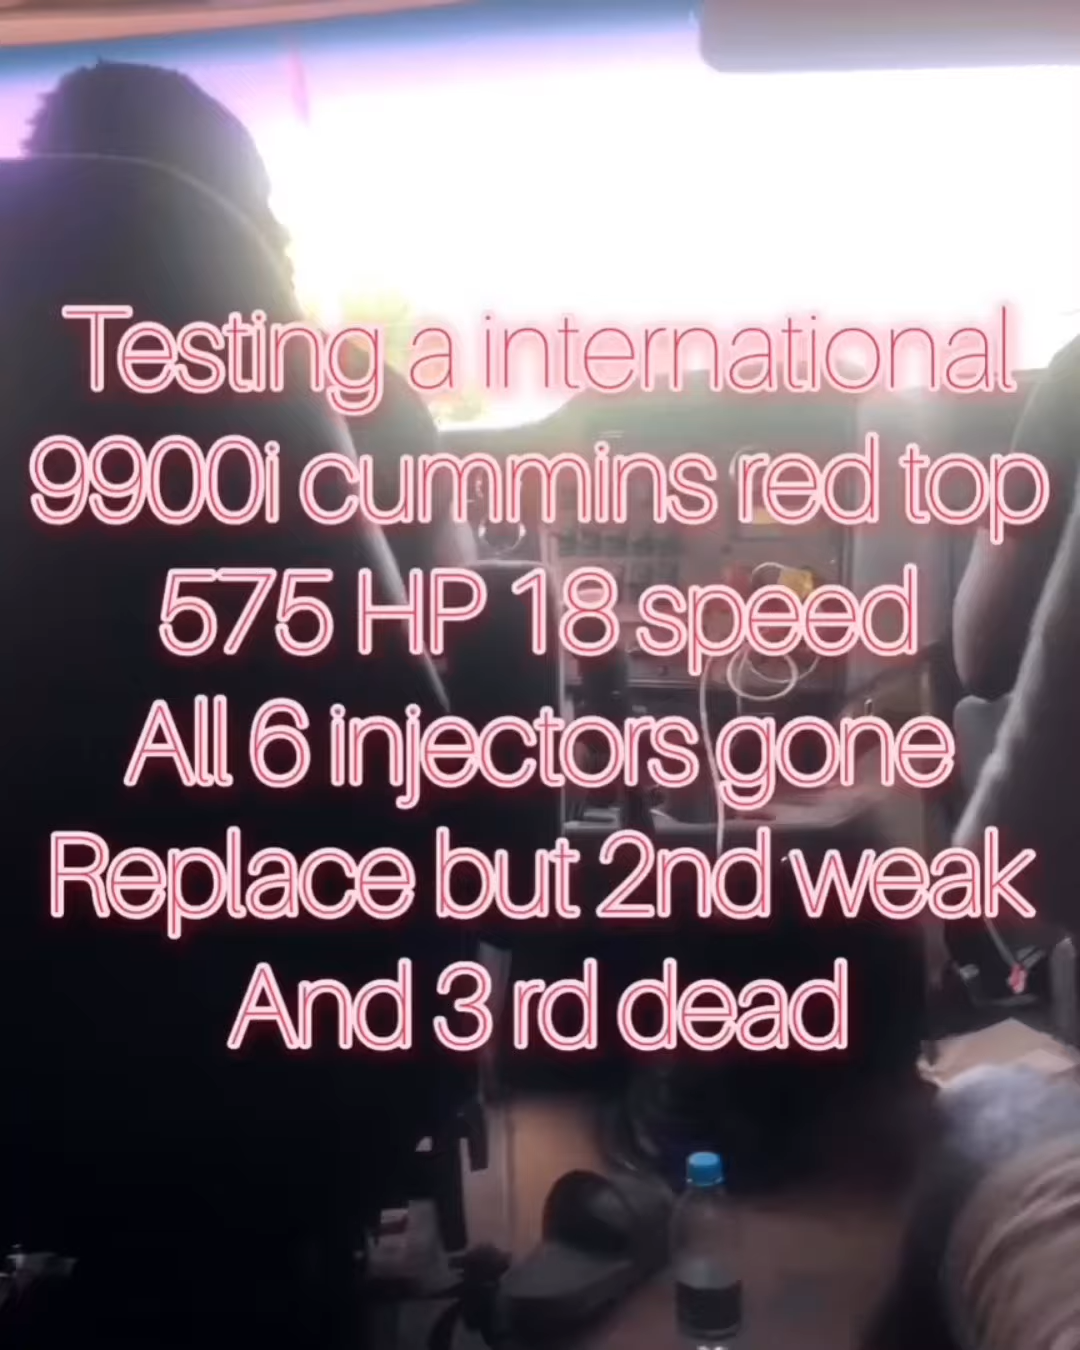 Testing a international
9900i cummins red top
575 HP 18 speed
All 6 injectors gone
Replace but 2nd weak
And 3 rd dead